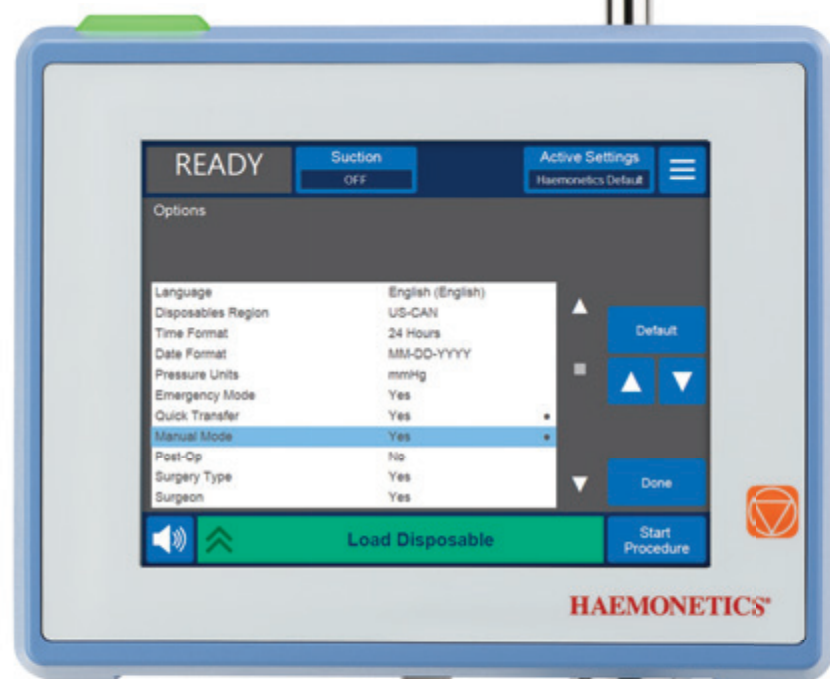 READY
Suction
OFF
Active Settings
Haemonetics Default
Options
Language English (English)
Disposables Region US-CAN
Time Format 24 Hours
Date Format MM-DD-YYYY
Pressure Units mmHg
Emergency Mode Yes
Quick Transfer Yes
Manual Mode Yes
Post-Op No
Surgery Type Yes
Surgeon Yes
Default
Done
Load Disposable
Start
Procedure
HAEMONETICS®